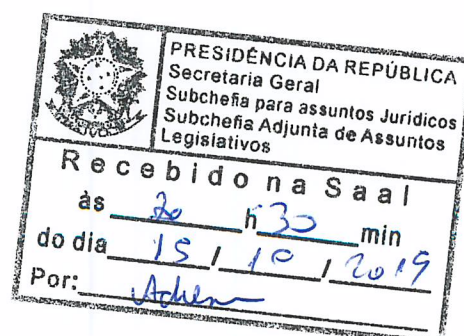 PRESIDÊNCIA DA REPÚBLICA
Secretaria Geral
Subchefia para assuntos Jurídicos
Subchefia Adjunta de Assuntos
Legislativos
Recebido na Saal
às 20 h 30 min
do dia 15 / 10 / 2019
Por: